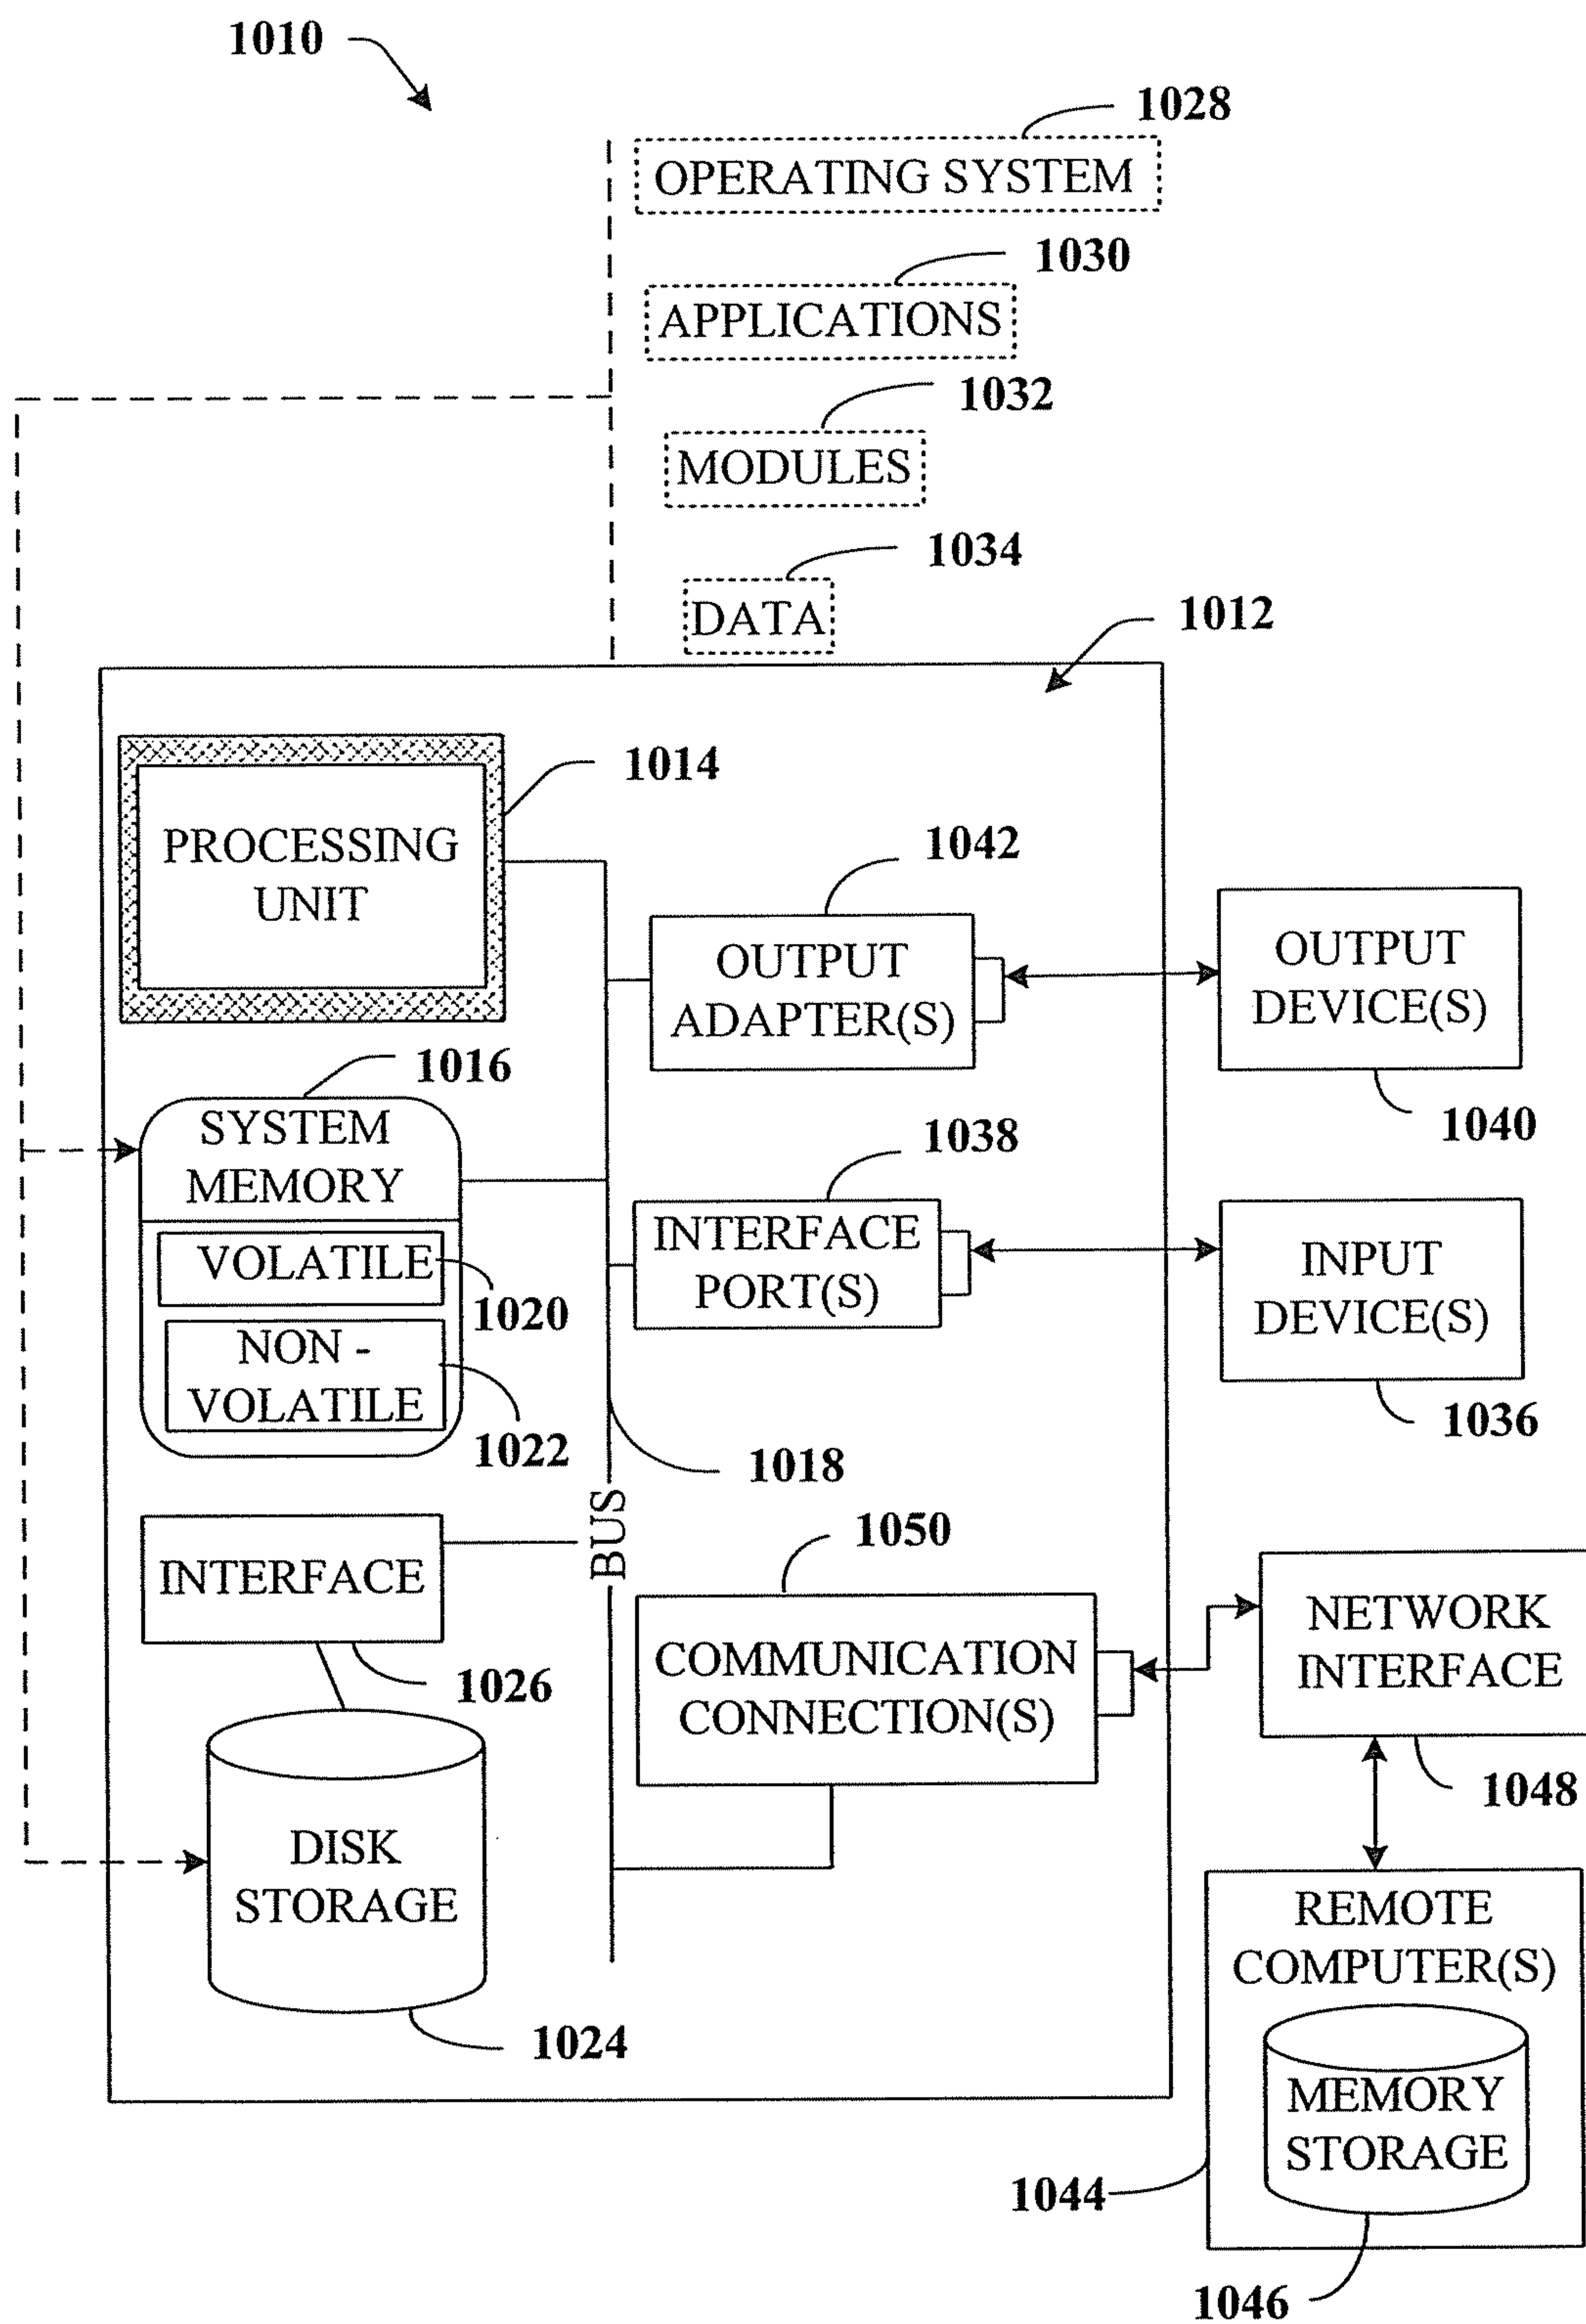 1010
1028
OPERATING SYSTEM
1030
APPLICATIONS
1032
MODULES
1034
DATA
1012
1014
PROCESSING
UNIT
1042
OUTPUT
ADAPTER(S)
OUTPUT
DEVICE(S)
1040
1016
SYSTEM
MEMORY
VOLATILE
1020
NON -
VOLATILE
1022
1038
INTERFACE
PORT(S)
INPUT
DEVICE(S)
1036
1018
BUS
INTERFACE
1026
1050
COMMUNICATION
CONNECTION(S)
NETWORK
INTERFACE
1048
DISK
STORAGE
1024
REMOTE
COMPUTER(S)
MEMORY
STORAGE
1044
1046